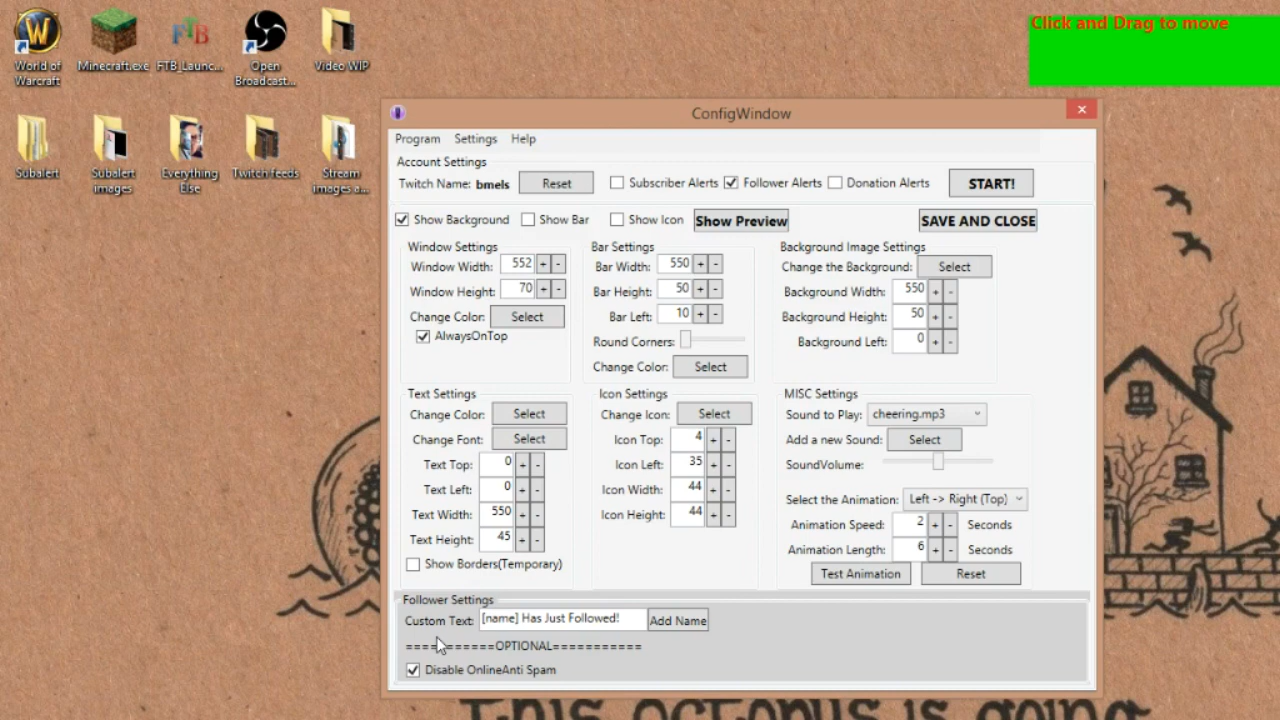 Click and Drag to move
World of
Warcraft
Minecraft.exe
FTB_Launc...
Open
Broadcast...
Video WIP
FTB
Subalert
Subalert
images
Everything
Else
Twitch feeds
Stream
images a...
ConfigWindow
Program Settings Help
Account Settings
Twitch Name: bmels Reset Subscriber Alerts Follower Alerts Donation Alerts START!
Show Background Show Bar Show Icon Show Preview SAVE AND CLOSE
Window Settings
Window Width: 552 + -
Window Height: 70 + -
Change Color: Select
AlwaysOnTop
Bar Settings
Bar Width: 550 + -
Bar Height: 50 + -
Bar Left: 10 + -
Round Corners:
Change Color: Select
Background Image Settings
Change the Background: Select
Background Width: 550 + -
Background Height: 50 + -
Background Left: 0 + -
Text Settings
Change Color: Select
Change Font: Select
Text Top: 0 + -
Text Left: 0 + -
Text Width: 550 + -
Text Height: 45 + -
Show Borders(Temporary)
Icon Settings
Change Icon: Select
Icon Top: 4 + -
Icon Left: 35 + -
Icon Width: 44 + -
Icon Height: 44 + -
MISC Settings
Sound to Play: cheering.mp3
Add a new Sound: Select
SoundVolume:
Select the Animation: Left -> Right (Top)
Animation Speed: 2 + - Seconds
Animation Length: 6 + - Seconds
Test Animation Reset
Follower Settings
Custom Text: [name] Has Just Followed! Add Name
===========OPTIONAL===========
Disable OnlineAnti Spam
THIS OCTOPUS IS GOING